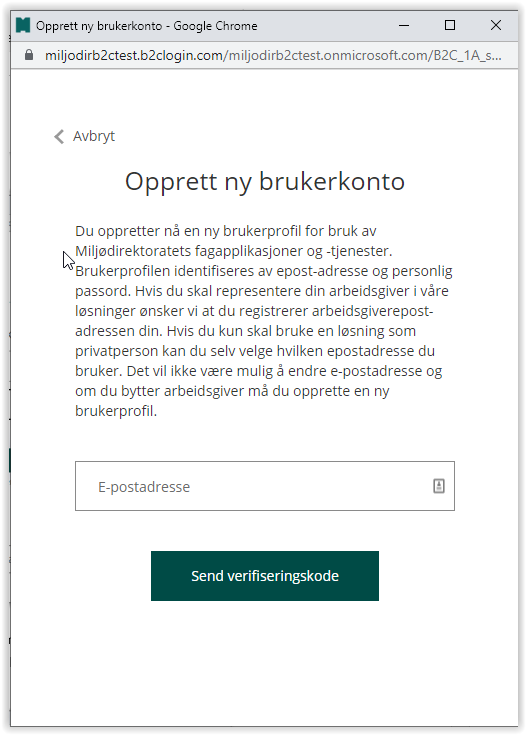 Opprett ny brukerkonto - Google Chrome
miljodirb2ctest.b2clogin.com/miljodirb2ctest.onmicrosoft.com/B2C_1A_s...
Avbryt
Opprett ny brukerkonto
Du oppretter nå en ny brukerprofil for bruk av
Miljødirektoratets fagapplikasjoner og -tjenester.
Brukerprofilen identifiseres av epost-adresse og personlig
passord. Hvis du skal representere din arbeidsgiver i våre
løsninger ønsker vi at du registrerer arbeidsgiverepost-
adressen din. Hvis du kun skal bruke en løsning som
privatperson kan du selv velge hvilken epostadresse du
bruker. Det vil ikke være mulig å endre e-postadresse og
om du bytter arbeidsgiver må du opprette en ny
brukerprofil.
E-postadresse
Send verifiseringskode